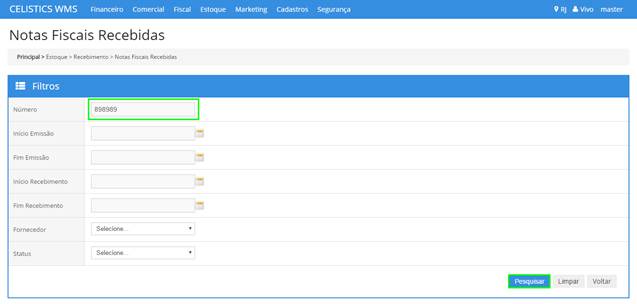 CELISTICS WMS Financeiro Comercial Fiscal Estoque Marketing Cadastros Segurança RJ Vivo master
Notas Fiscais Recebidas
Principal > Estoque > Recebimento > Notas Fiscais Recebidas
Filtros
Número 898989
Início Emissão
Fim Emissão
Início Recebimento
Fim Recebimento
Fornecedor Selecione...
Status Selecione...
Pesquisar Limpar Voltar